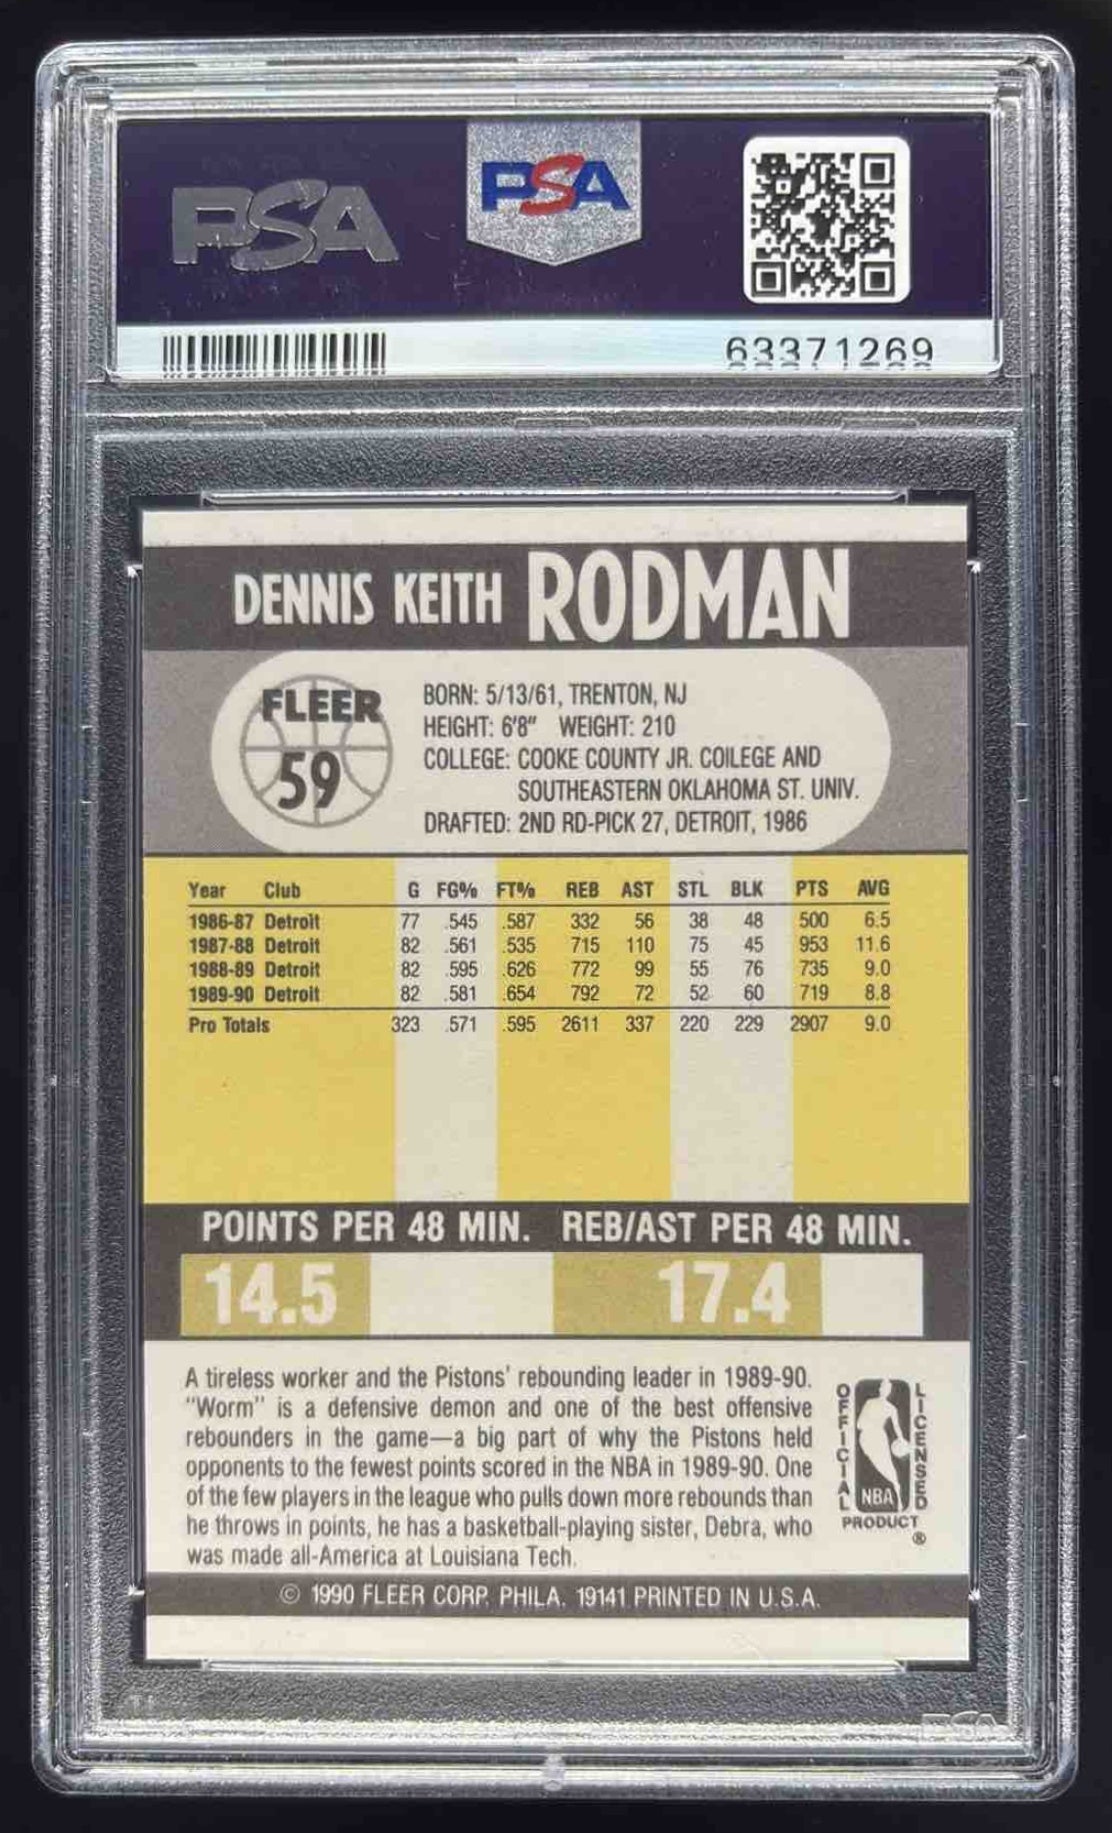 PSA PSA
63371269
DENNIS KEITH RODMAN
FLEER
59
BORN: 5/13/61, TRENTON, NJ
HEIGHT: 6'8" WEIGHT: 210
COLLEGE: COOKE COUNTY JR. COILEGE AND
SOUTHEASTERN OKLAHOMA ST. UNIV.
DRAFTED: 2ND RD-PICK 27, DETROIT, 1986
Year Club G FG% FT% REB AST STL BLK PTS AVG
1986-87 Detroit 77 .545 .587 332 56 38 48 500 6.5
1987-88 Detroit 82 .561 .535 715 110 75 45 953 11.6
1988-89 Detroit 82 .595 .626 772 99 55 76 735 9.0
1989-90 Detroit 82 .581 .654 792 72 52 60 719 8.8
Pro Totals 323 .571 .595 2611 337 220 229 2907 9.0
POINTS PER 48 MIN. REB/AST PER 48 MIN.
14.5 17.4
A tireless worker and the Pistons' rebounding leader in 1989-90.
"Worm" is a defensive demon and one of the best offensive
rebounders in the game—a big part of why the Pistons held
opponents to the fewest points scored in the NBA in 1989-90. One
of the few players in the league who pulls down more rebounds than
he throws in points, he has a basketball-playing sister, Debra, who
was made all-America at Louisiana Tech.
OFFICIAL LICENSED
NBA
PRODUCT ®
© 1990 FLEER CORP. PHILA. 19141 PRINTED IN U.S.A.
PSA